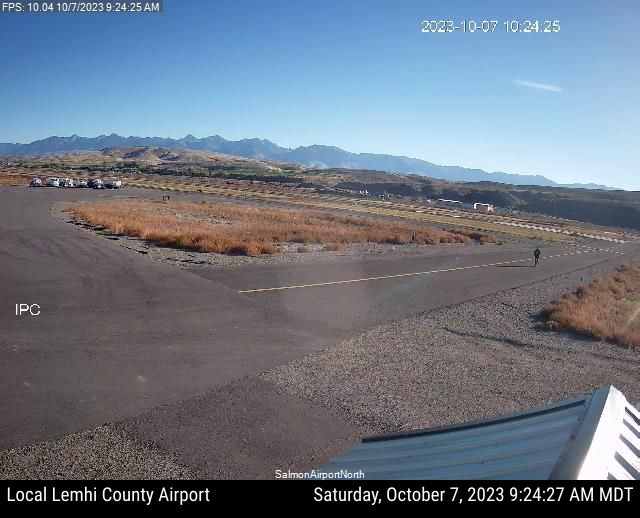 FPS: 10.04 10/7/2023 9:24:25 AM
2023-10-07 10:24:25
IPC
SalmonAirportNorth
Local Lemhi County Airport
Saturday, October 7, 2023 9:24:27 AM MDT